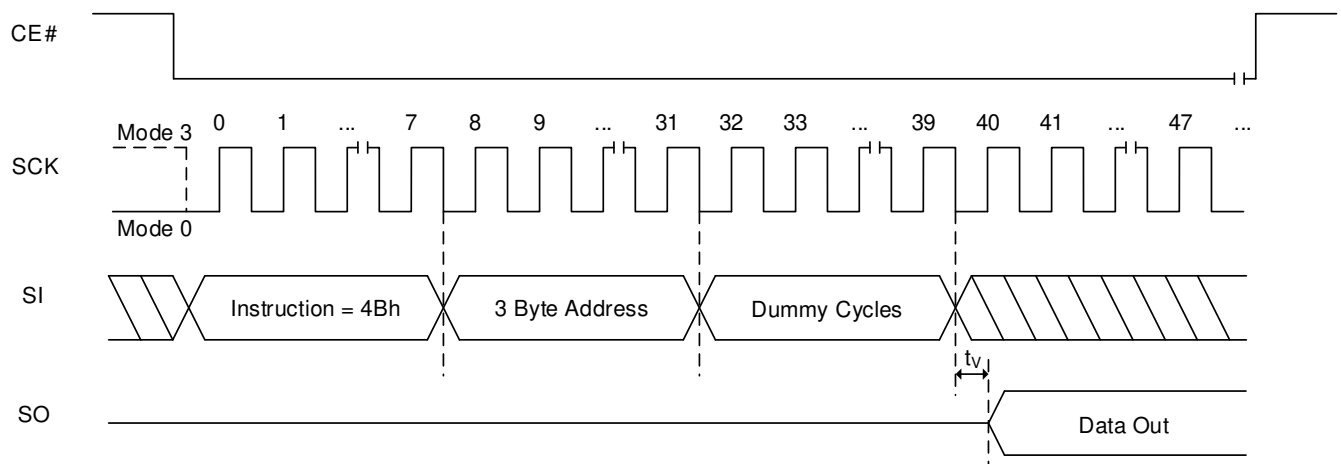 CE#
0 1 ... 7 8 9 ... 31 32 33 ... 39 40 41 ... 47 ...
Mode 3
SCK
Mode 0
SI
Instruction = 4Bh
3 Byte Address
Dummy Cycles
tV
SO
Data Out